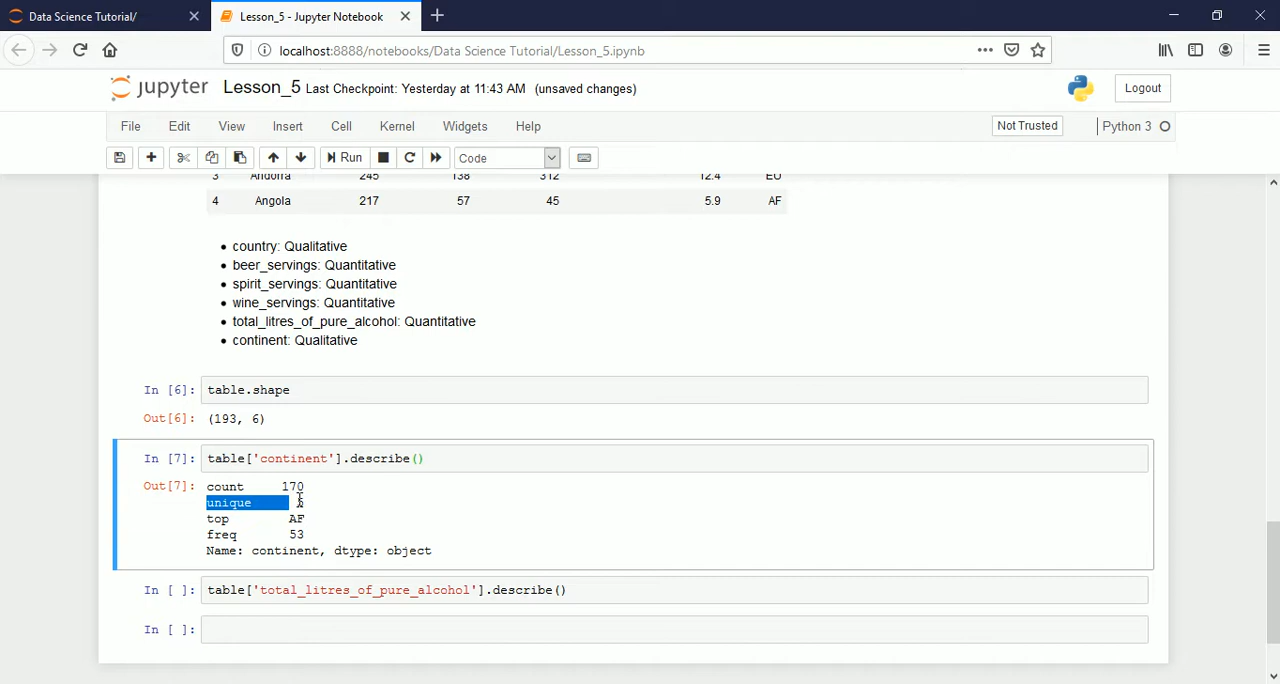 Data Science Tutorial/
Lesson_5 - Jupyter Notebook
localhost:8888/notebooks/Data Science Tutorial/Lesson_5.ipynb
jupyter Lesson_5 Last Checkpoint: Yesterday at 11:43 AM (unsaved changes) Logout
File Edit View Insert Cell Kernel Widgets Help Not Trusted Python 3
Run Code
3 Andorra 245 138 312 12.4 EU
4 Angola 217 57 45 5.9 AF
• country: Qualitative
• beer_servings: Quantitative
• spirit_servings: Quantitative
• wine_servings: Quantitative
• total_litres_of_pure_alcohol: Quantitative
• continent: Qualitative
In [6]: table.shape
Out[6]: (193, 6)
In [7]: table['continent'].describe()
Out[7]: count 170
unique
top AF
freq 53
Name: continent, dtype: object
In [ ]: table['total_litres_of_pure_alcohol'].describe()
In [ ]: